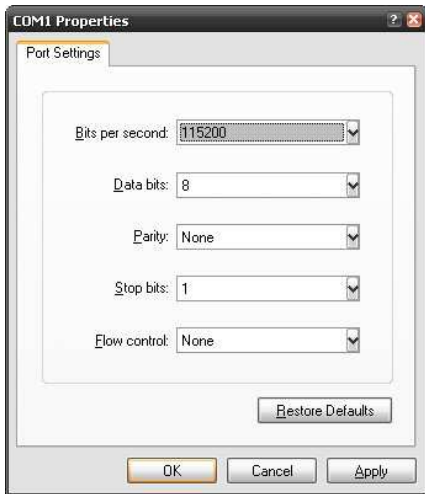 COM1 Properties
Port Settings
Bits per second: 115200
Data bits: 8
Parity: None
Stop bits: 1
Flow control: None
Restore Defaults
OK Cancel Apply